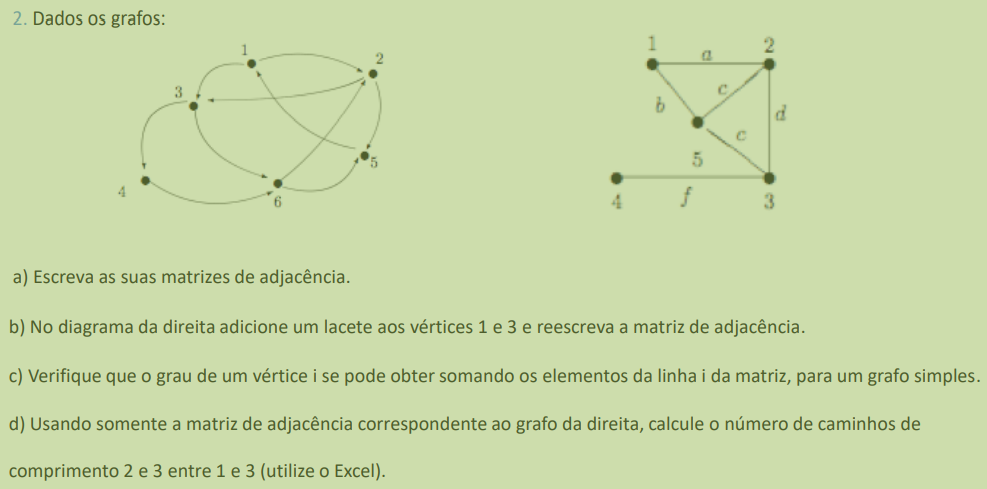 2. Dados os grafos:
1
2
3
4
5
6
1
a
2
b
c
d
c
5
4
f
3
a) Escreva as suas matrizes de adjacência.
b) No diagrama da direita adicione um lacete aos vértices 1 e 3 e reescreva a matriz de adjacência.
c) Verifique que o grau de um vértice i se pode obter somando os elementos da linha i da matriz, para um grafo simples.
d) Usando somente a matriz de adjacência correspondente ao grafo da direita, calcule o número de caminhos de
comprimento 2 e 3 entre 1 e 3 (utilize o Excel).